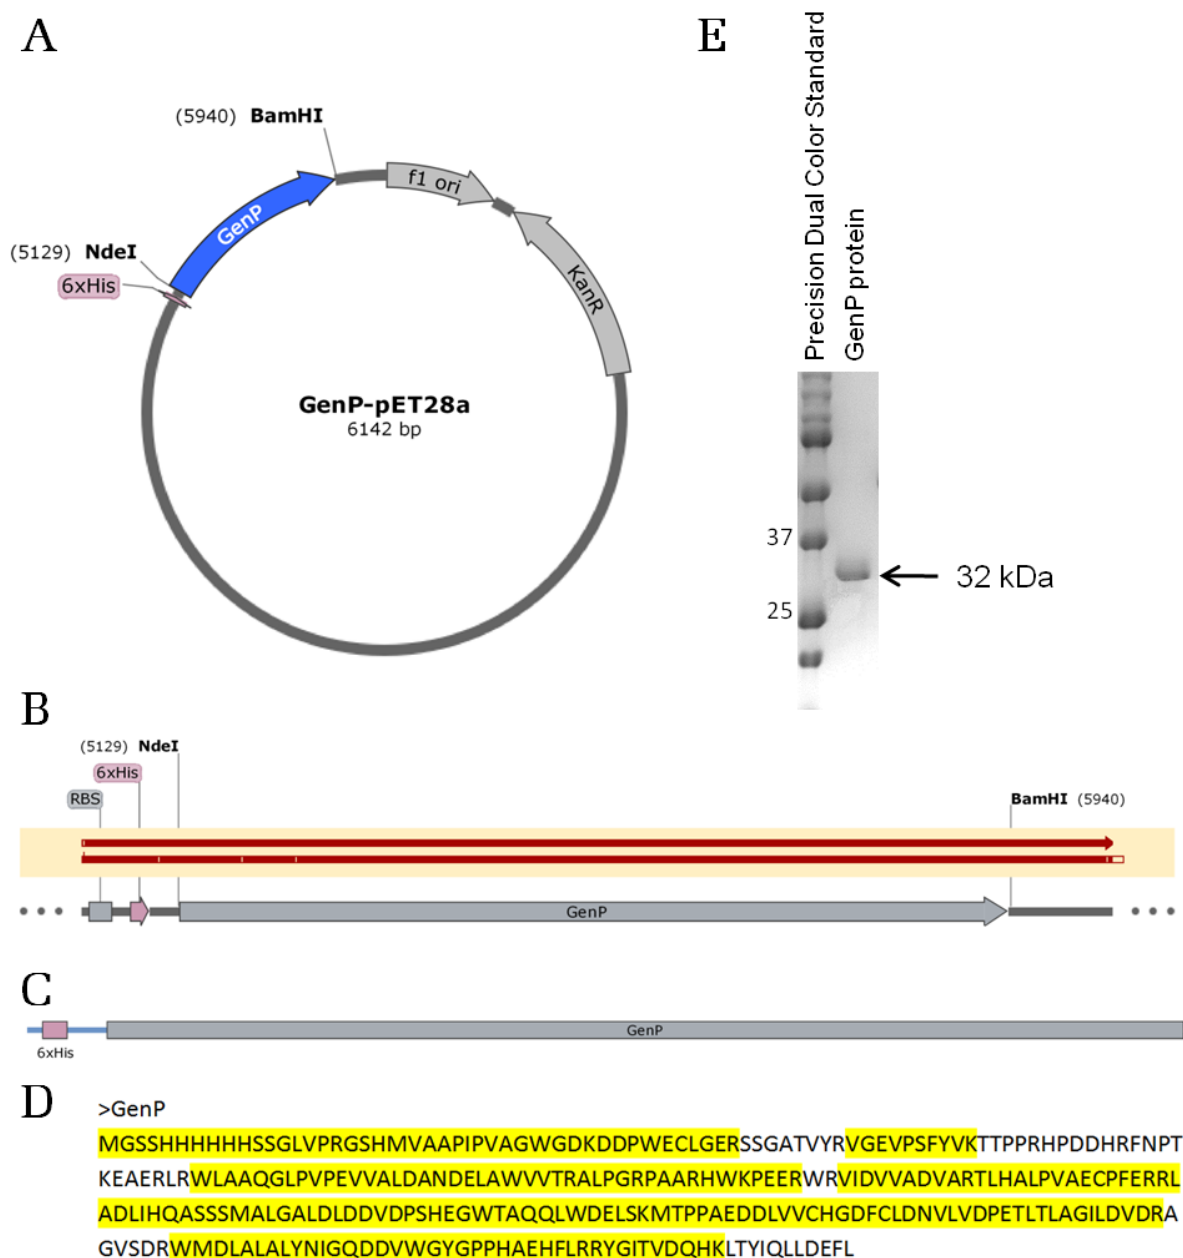 A
(5940) BamHI
f1 ori
GenP
(5129) NdeI
6xHis
KanR
GenP-pET28a
6142 bp
E
Precision Dual Color Standard
GenP protein
37
25
32 kDa
B
(5129) NdeI
6xHis
RBS
BamHI (5940)
GenP
C
GenP
6xHis
D
>GenP
MGSSHHHHHHSSGLVPRGSHMVAAPIPVAGWGDKDDPWECLGERSSGATVYRVGEVPSFYVKTTPPRHPDDHRFNPT
KEAERLRWLAAQGLPVPEVVALDANDELAWVVTRALPGRPAARHWKPEERWRVIDVVADVARTLHALPVAECPFERRL
ADLIHQASSSMALGALDLDDVDPSHEGWTAQQLWDELSKMTPPAEDDLVVCHGDFCLDNVLVDPETLTLAGILDVDRA
GVSDRWMDLALALYNIGQDDVWGYGPPHAEHFLRRYGITVDQHKLTYIQLLDEFL